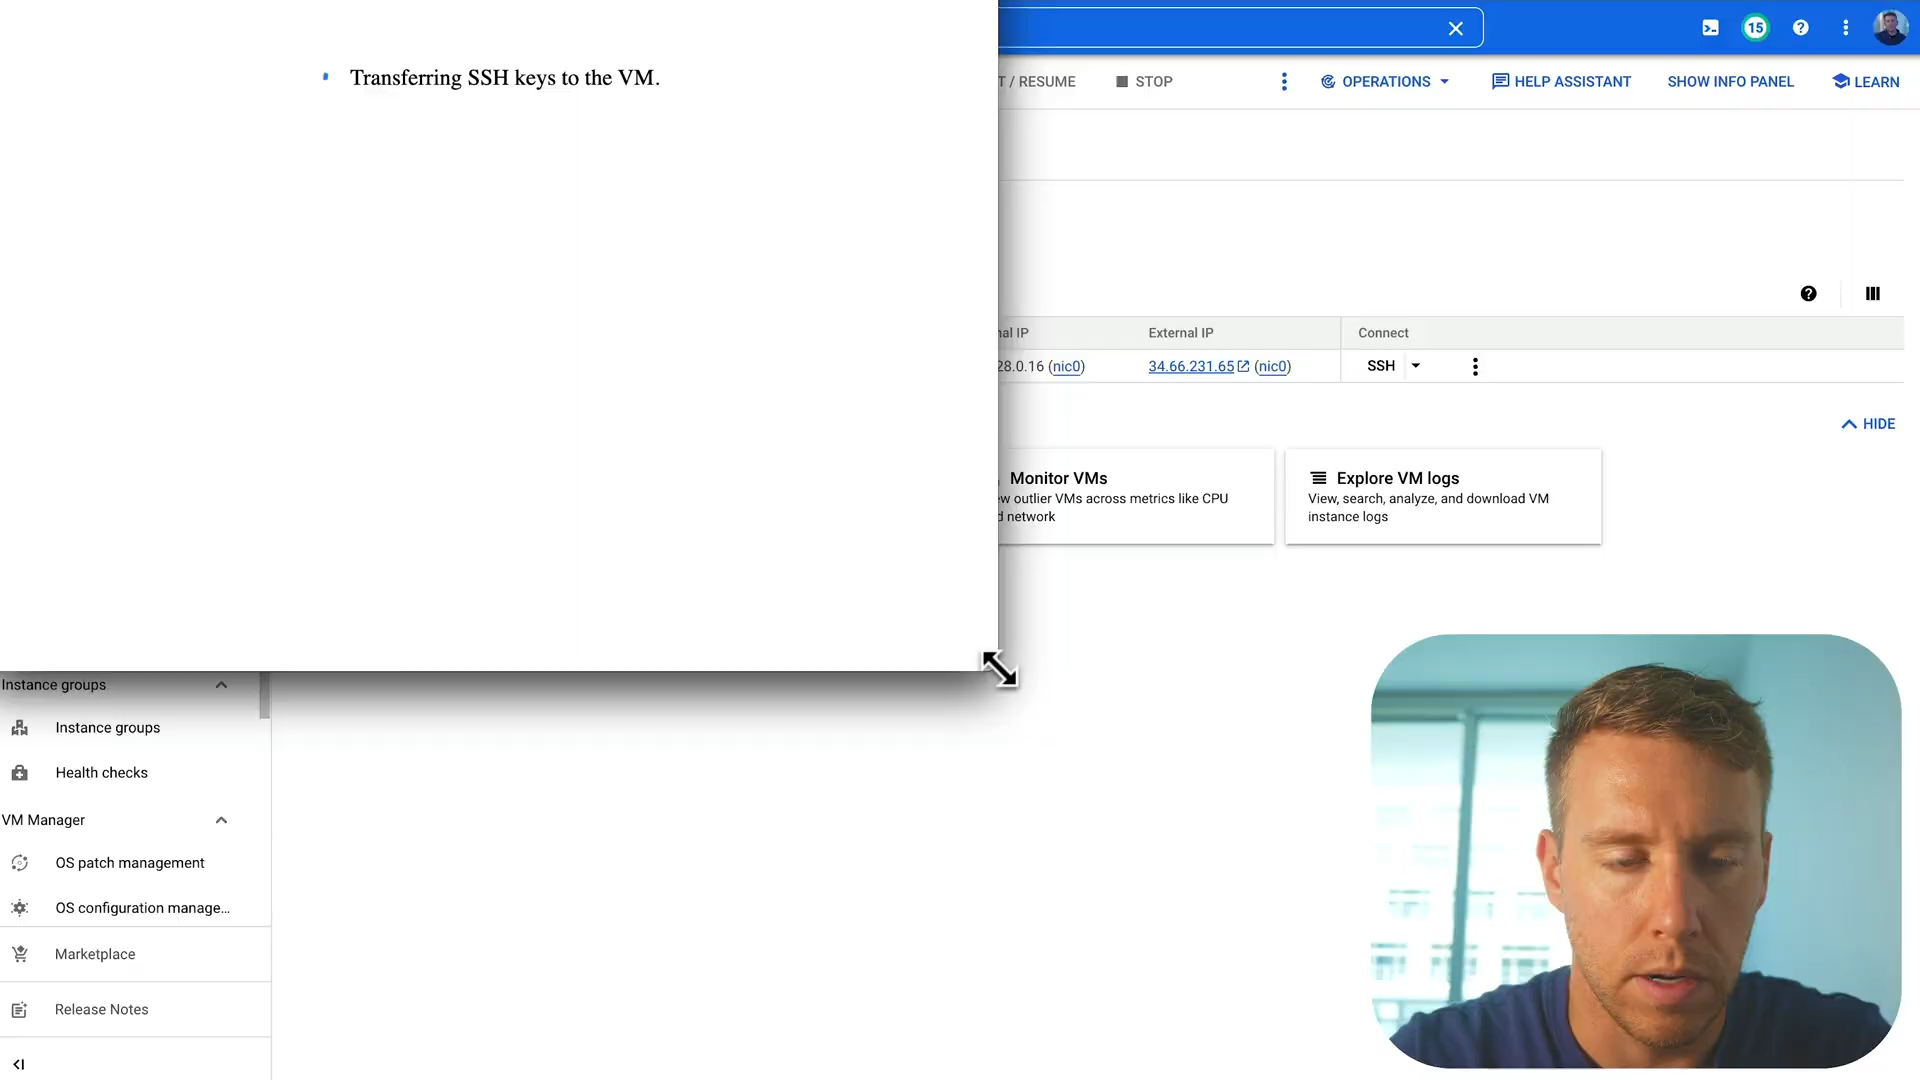 Transferring SSH keys to the VM.
15
T / RESUME
STOP
OPERATIONS
HELP ASSISTANT
SHOW INFO PANEL
LEARN
nal IP
External IP
Connect
28.0.16 (nic0)
34.66.231.65 (nic0)
SSH
HIDE
Monitor VMs
ew outlier VMs across metrics like CPU
d network
Explore VM logs
View, search, analyze, and download VM
instance logs
Instance groups
Instance groups
Health checks
VM Manager
OS patch management
OS configuration manage...
Marketplace
Release Notes